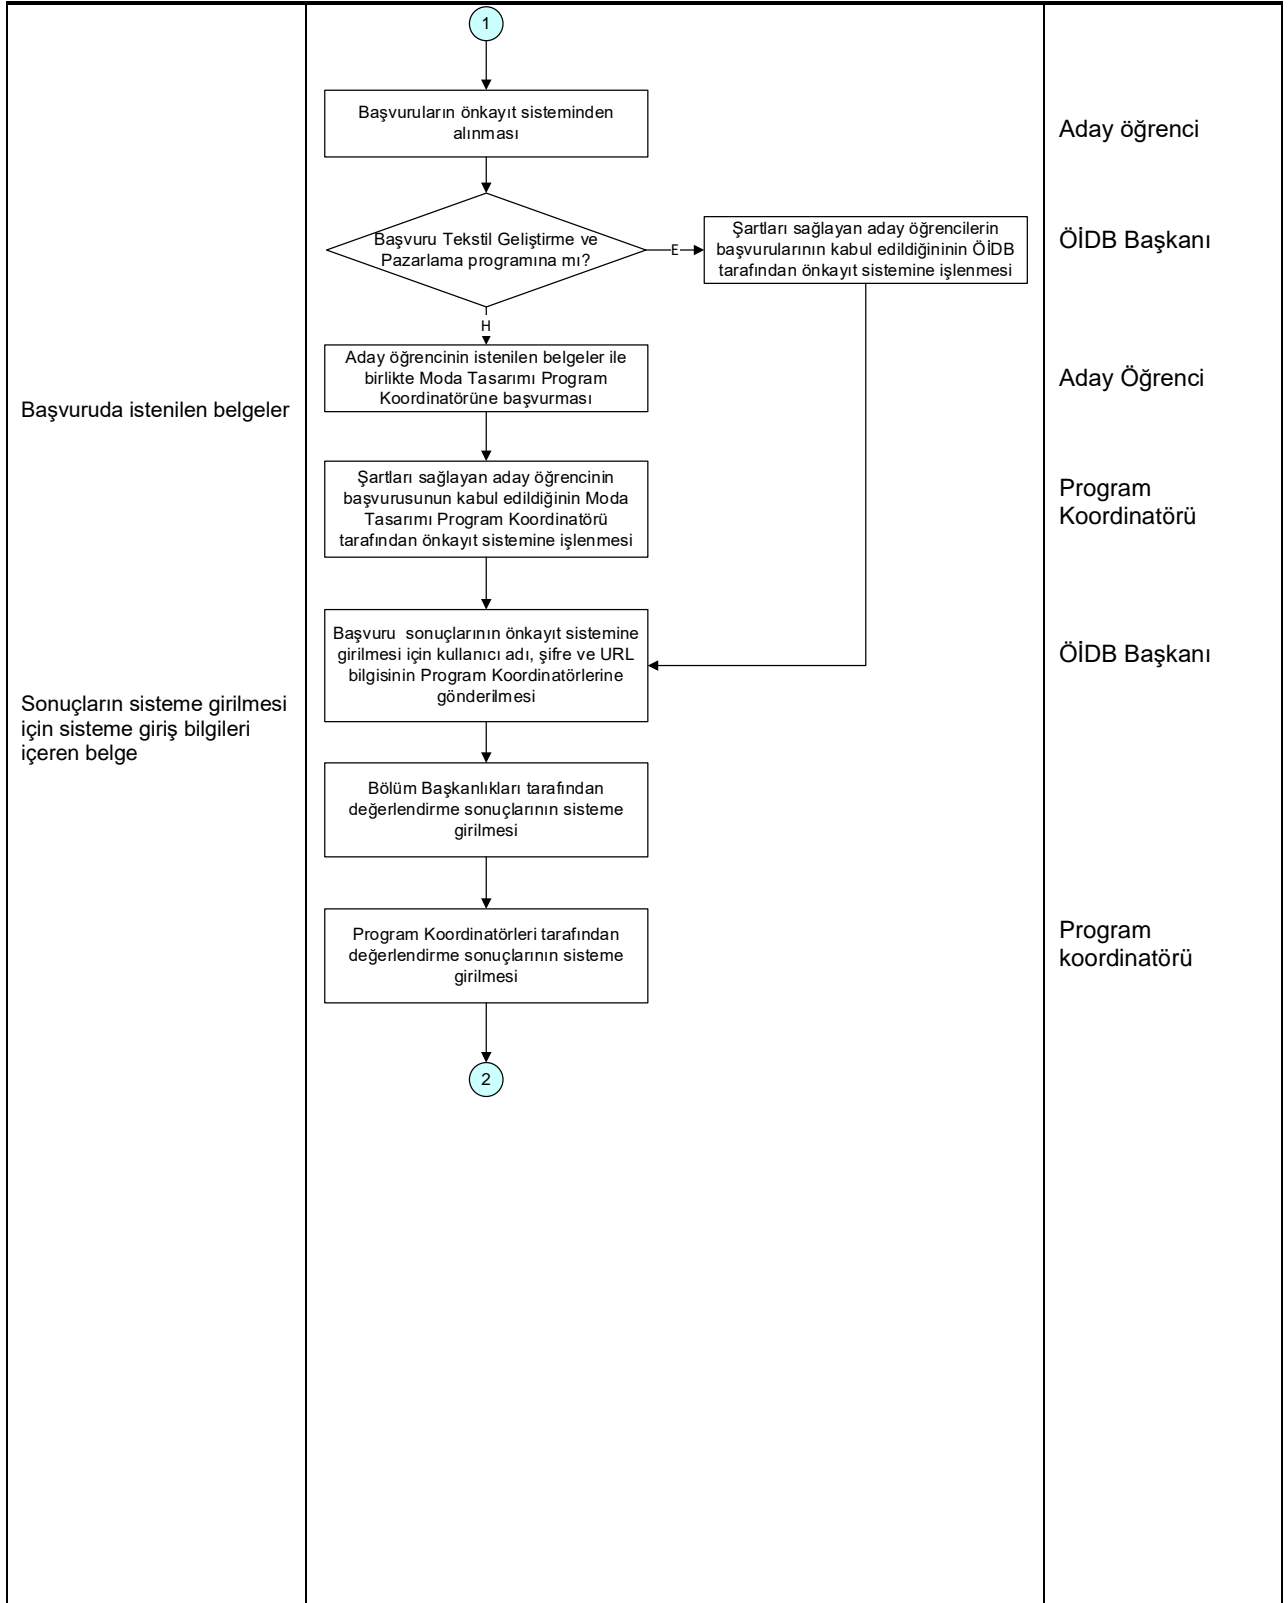 1
Başvuruların önkayıt sisteminden
alınması
Aday öğrenci
Başvuru Tekstil Geliştirme ve
Pazarlama programına mı?
E
Şartları sağlayan aday öğrencilerin
başvurularının kabul edildiğininin ÖİDB
tarafından önkayıt sistemine işlenmesi
ÖİDB Başkanı
H
Aday öğrencinin istenilen belgeler ile
birlikte Moda Tasarımı Program
Koordinatörüne başvurması
Aday Öğrenci
Başvuruda istenilen belgeler
Şartları sağlayan aday öğrencinin
başvurusunun kabul edildiğinin Moda
Tasarımı Program Koordinatörü
tarafından önkayıt sistemine işlenmesi
Program
Koordinatörü
Başvuru  sonuçlarının önkayıt sistemine
girilmesi için kullanıcı adı, şifre ve URL
bilgisinin Program Koordinatörlerine
gönderilmesi
ÖİDB Başkanı
Sonuçların sisteme girilmesi
için sisteme giriş bilgileri
içeren belge
Bölüm Başkanlıkları tarafından
değerlendirme sonuçlarının sisteme
girilmesi
Program Koordinatörleri tarafından
değerlendirme sonuçlarının sisteme
girilmesi
Program
koordinatörü
2